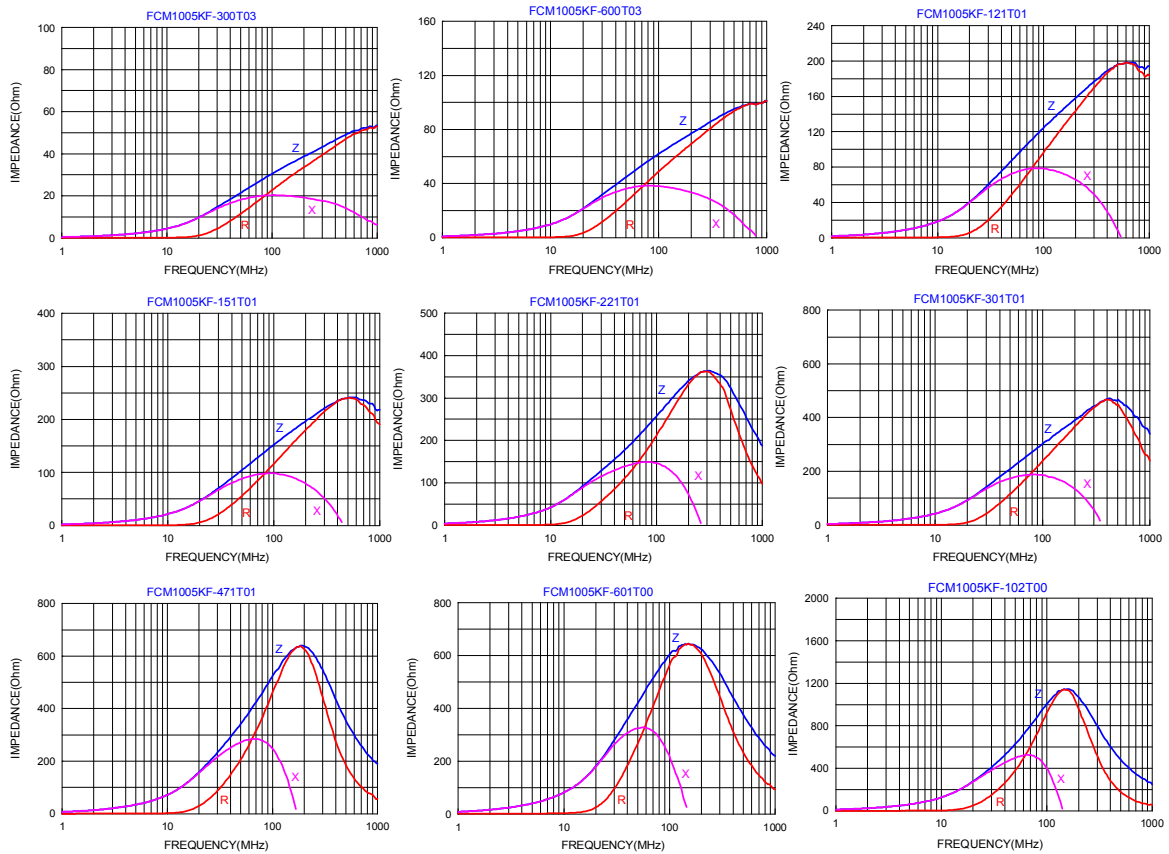 FCM1005KF-300T03
IMPEDANCE(Ohm)
100
80
60
40
20
0
Z
X
R
1 10 100 1000
FREQUENCY(MHz)
FCM1005KF-600T03
IMPEDANCE(Ohm)
160
120
80
40
0
Z
R
X
1 10 100 1000
FREQUENCY(MHz)
FCM1005KF-121T01
IMPEDANCE(Ohm)
240
200
160
120
80
40
0
Z
X
R
1 10 100 1000
FREQUENCY(MHz)
FCM1005KF-151T01
IMPEDANCE(Ohm)
400
300
200
100
0
Z
R
X
1 10 100 1000
FREQUENCY(MHz)
FCM1005KF-221T01
IMPEDANCE(Ohm)
500
400
300
200
100
0
Z
X
R
1 10 100 1000
FREQUENCY(MHz)
FCM1005KF-301T01
IMPEDANCE(Ohm)
800
600
400
200
0
Z
X
R
1 10 100 1000
FREQUENCY(MHz)
FCM1005KF-471T01
IMPEDANCE(Ohm)
800
600
400
200
0
Z
X
R
1 10 100 1000
FREQUENCY(MHz)
FCM1005KF-601T00
IMPEDANCE(Ohm)
800
600
400
200
0
Z
X
R
1 10 100 1000
FREQUENCY(MHz)
FCM1005KF-102T00
IMPEDANCE(Ohm)
2000
1600
1200
800
400
0
Z
X
R
1 10 100 1000
FREQUENCY(MHz)